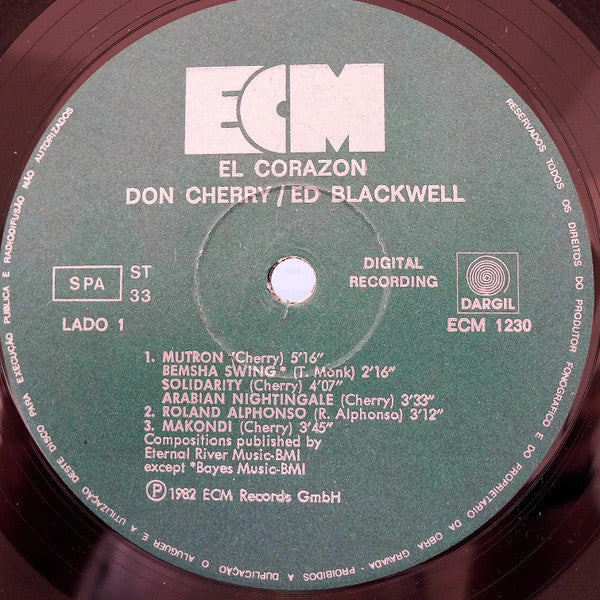 ECM
EL CORAZON
DON CHERRY/ED BLACKWELL
SPA
ST
33
LADO 1
DIGITAL
RECORDING
DARGIL
ECM 1230
1. MUTRON (Cherry) 5'16"
BEMSHA SWING * (T. Monk) 2'16"
SOLIDARITY (Cherry) 4'07"
ARABIAN NIGHTINGALE (Cherry) 3'33"
2. ROLAND ALPHONSO (R. Alphonso) 3'12"
3. MAKONDI (Cherry) 3'45"
Compositions published by
Eternal River Music-BMI
except *Bayes Music-BMI
Ⓟ 1982 ECM Records GmbH
RESERVADOS TODOS OS DIREITOS DO PRODUTOR FONOGRAFICO E DO PROPRIETARIO DA OBRA GRAVADA - PROIBIDOS A DUPLICAÇÃO O ALUGUER E A UTILIZAÇÃO DESTE DISCO PARA EXECUÇÃO PUBLICA E RADIODIFUSÃO NÃO AUTORIZADOS